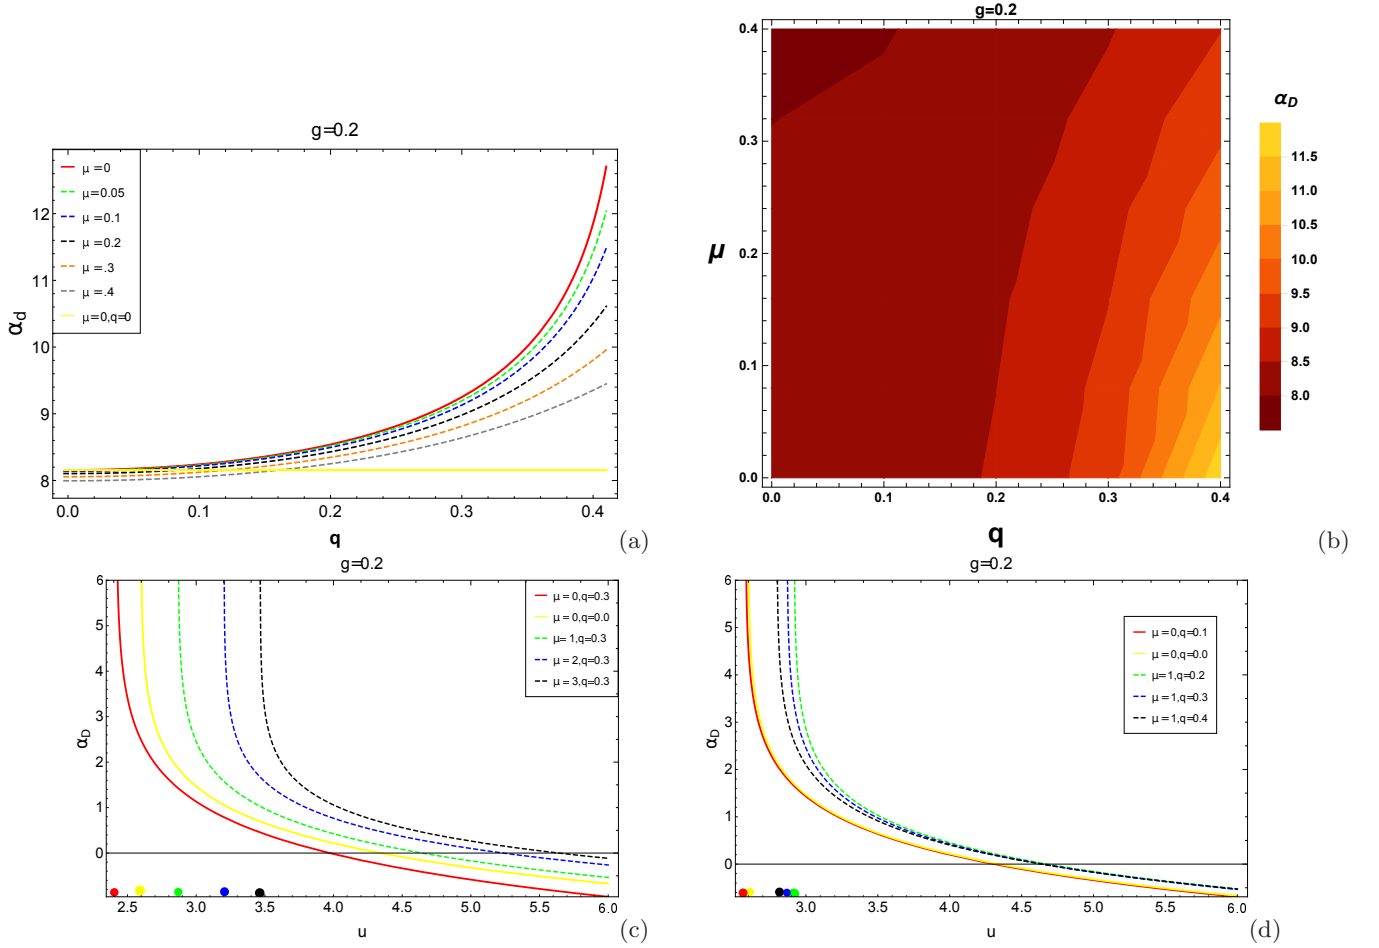 g=0.2
μ = 0
μ=0.05
μ=0.1
μ=0.2
μ=.3
μ=.4
μ=0,q=0
12
11
10
9
8
α_d
0.0 0.1 0.2 0.3 0.4
q
(a)
g=0.2
0.4
0.3
0.2
0.1
0.0
μ
0.0 0.1 0.2 0.3 0.4
q
α_D
11.5
11.0
10.5
10.0
9.5
9.0
8.5
8.0
(b)
g=0.2
6
5
4
3
2
1
0
α_D
μ = 0,q=0.3
μ = 0,q=0.0
μ= 1,q=0.3
μ = 2,q=0.3
μ = 3,q=0.3
2.5 3.0 3.5 4.0 4.5 5.0 5.5 6.0
u
(c)
g=0.2
6
5
4
3
2
1
0
α_D
μ = 0,q=0.1
μ = 0,q=0.0
μ=1,q=0.2
μ = 1,q=0.3
μ = 1,q=0.4
3.0 3.5 4.0 4.5 5.0 5.5 6.0
u
(d)